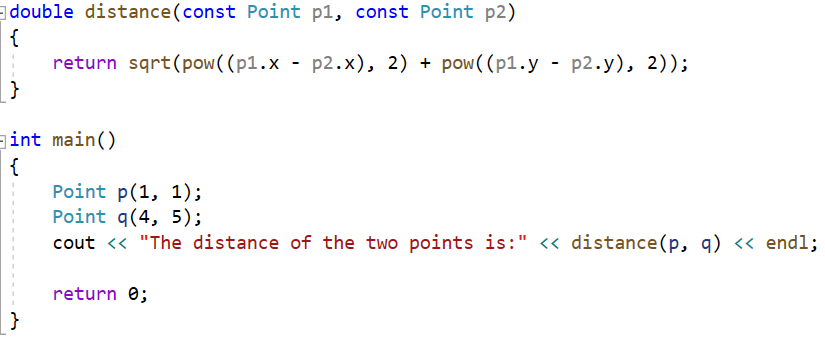 double distance(const Point p1, const Point p2)
{
return sqrt(pow((p1.x - p2.x), 2) + pow((p1.y - p2.y), 2));
}
int main()
{
Point p(1, 1);
Point q(4, 5);
cout << "The distance of the two points is:" << distance(p, q) << endl;
return 0;
}